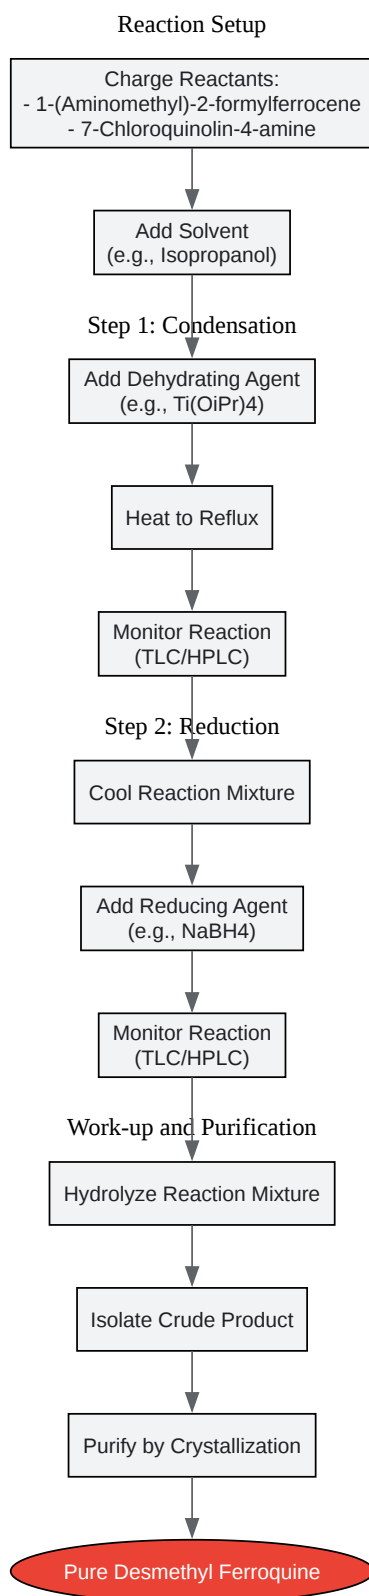 Reaction Setup
Charge Reactants:
- 1-(Aminomethyl)-2-formylferrocene
- 7-Chloroquinolin-4-amine
Add Solvent
(e.g., Isopropanol)
Step 1: Condensation
Add Dehydrating Agent
(e.g., Ti(OiPr)4)
Heat to Reflux
Monitor Reaction
(TLC/HPLC)
Step 2: Reduction
Cool Reaction Mixture
Add Reducing Agent
(e.g., NaBH4)
Monitor Reaction
(TLC/HPLC)
Work-up and Purification
Hydrolyze Reaction Mixture
Isolate Crude Product
Purify by Crystallization
Pure Desmethyl Ferroquine